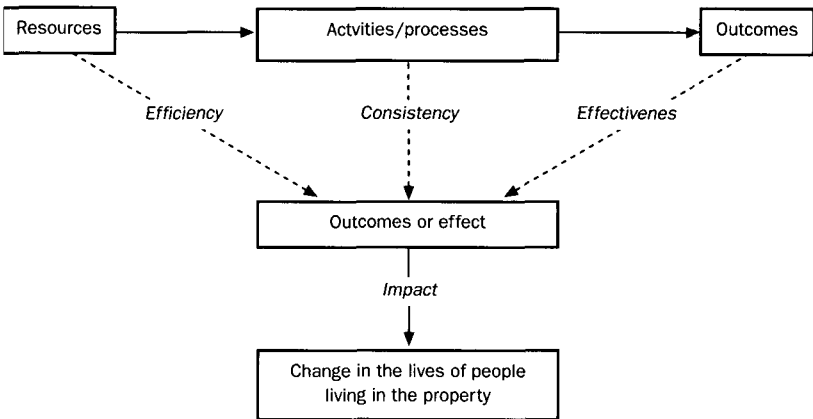 Resources
Actvities/processes
Outcomes
Efficiency
Consistency
Effectivenes
Outcomes or effect
Impact
Change in the lives of people
living in the property